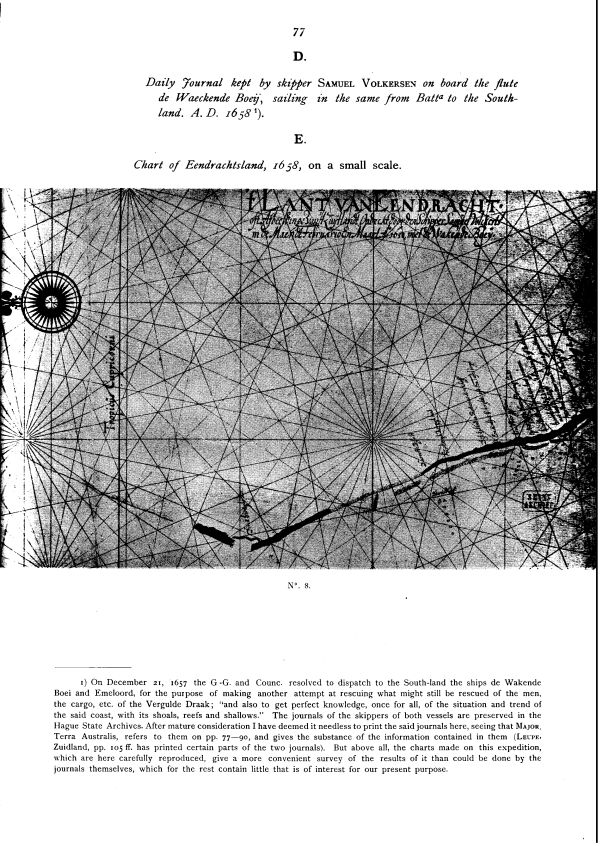 77
D.
Daily Journal kept by skipper SAMUEL VOLKERSEN on board the flute
de Waeckende Boeij, sailing in the same from Battª to the South-
land. A. D. 1658 ¹).
E.
Chart of Eendrachtsland, 1658, on a small scale.
T LANT VAN EENDRACHT.
Tropicus Capricorni
Nº. 8.
1) On December 21, 1657 the G.-G. and Counc. resolved to dispatch to the South-land the ships de Wakende
Boei and Emeloord, for the purpose of making another attempt at rescuing what might still be rescued of the men,
the cargo, etc. of the Vergulde Draak; "and also to get perfect knowledge, once for all, of the situation and trend of
the said coast, with its shoals, reefs and shallows." The journals of the skippers of both vessels are preserved in the
Hague State Archives. After mature consideration I have deemed it needless to print the said journals here, seeing that MAJOR,
Terra Australis, refers to them on pp. 77—90, and gives the substance of the information contained in them (LEUPE,
Zuidland, pp. 105 ff. has printed certain parts of the two journals). But above all, the charts made on this expedition,
which are here carefully reproduced, give a more convenient survey of the results of it than could be done by the
journals themselves, which for the rest contain little that is of interest for our present purpose.